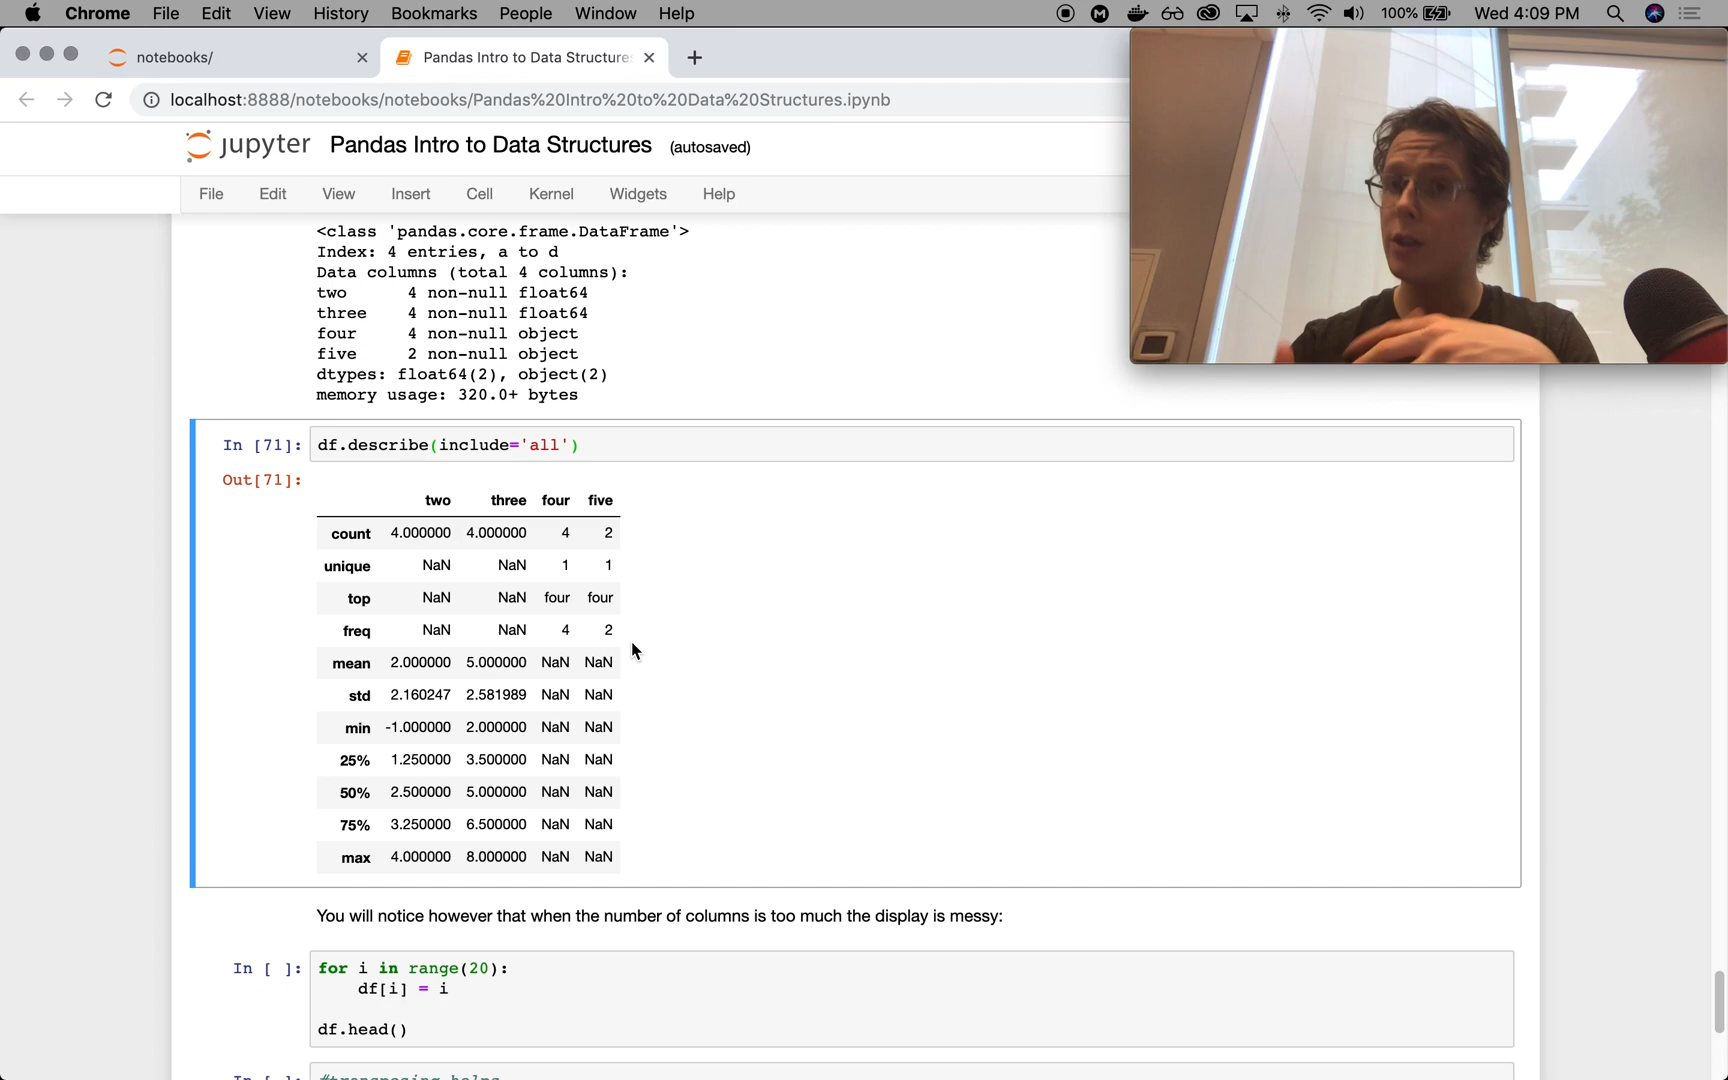 Chrome File Edit View History Bookmarks People Window Help 100% Wed 4:09 PM
notebooks/ Pandas Intro to Data Structures
localhost:8888/notebooks/notebooks/Pandas%20Intro%20to%20Data%20Structures.ipynb
jupyter Pandas Intro to Data Structures (autosaved)
File Edit View Insert Cell Kernel Widgets Help
<class 'pandas.core.frame.DataFrame'>
Index: 4 entries, a to d
Data columns (total 4 columns):
two 4 non-null float64
three 4 non-null float64
four 4 non-null object
five 2 non-null object
dtypes: float64(2), object(2)
memory usage: 320.0+ bytes
In [71]: df.describe(include='all')
Out[71]:
two three four five
count 4.000000 4.000000 4 2
unique NaN NaN 1 1
top NaN NaN four four
freq NaN NaN 4 2
mean 2.000000 5.000000 NaN NaN
std 2.160247 2.581989 NaN NaN
min -1.000000 2.000000 NaN NaN
25% 1.250000 3.500000 NaN NaN
50% 2.500000 5.000000 NaN NaN
75% 3.250000 6.500000 NaN NaN
max 4.000000 8.000000 NaN NaN
You will notice however that when the number of columns is too much the display is messy:
In [ ]: for i in range(20):
df[i] = i
df.head()
In [ ]: #transposing helps